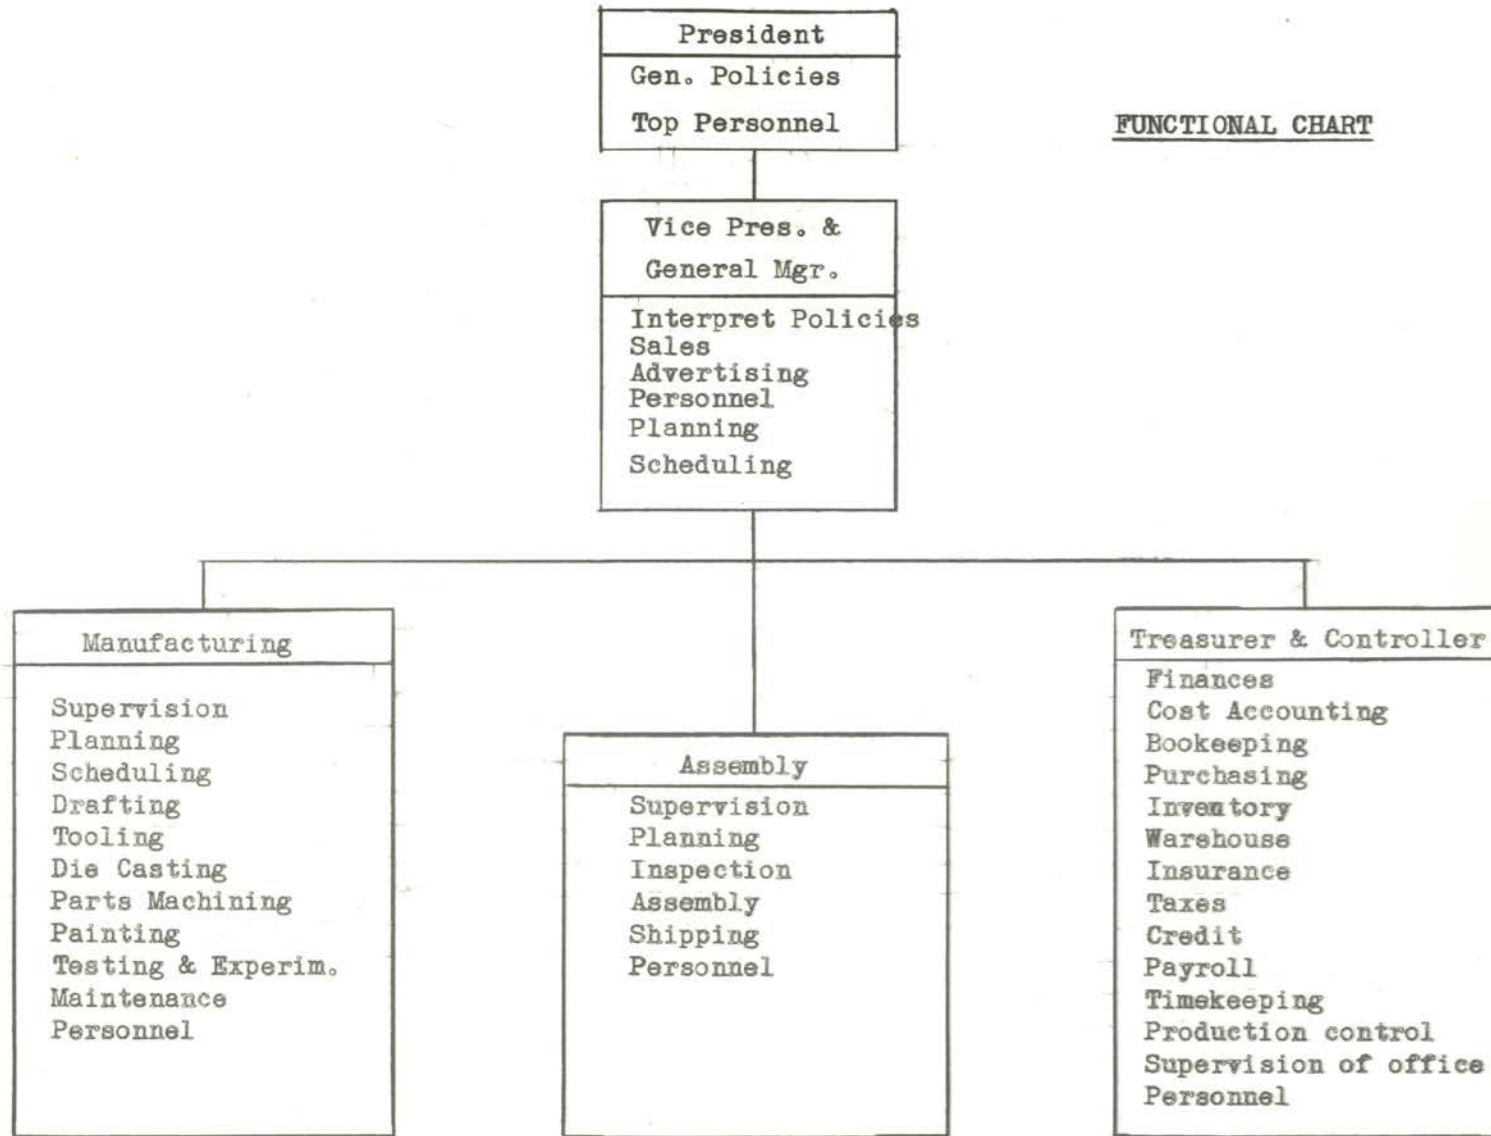 President
Gen. Policies
Top Personnel
FUNCTIONAL CHART
Vice Pres. &
General Mgr.
Interpret Policies
Sales
Advertising
Personnel
Planning
Scheduling
Manufacturing
Supervision
Planning
Scheduling
Drafting
Tooling
Die Casting
Parts Machining
Painting
Testing & Experim.
Maintenance
Personnel
Assembly
Supervision
Planning
Inspection
Assembly
Shipping
Personnel
Treasurer & Controller
Finances
Cost Accounting
Bookeeping
Purchasing
Inventory
Warehouse
Insurance
Taxes
Credit
Payroll
Timekeeping
Production control
Supervision of office
Personnel